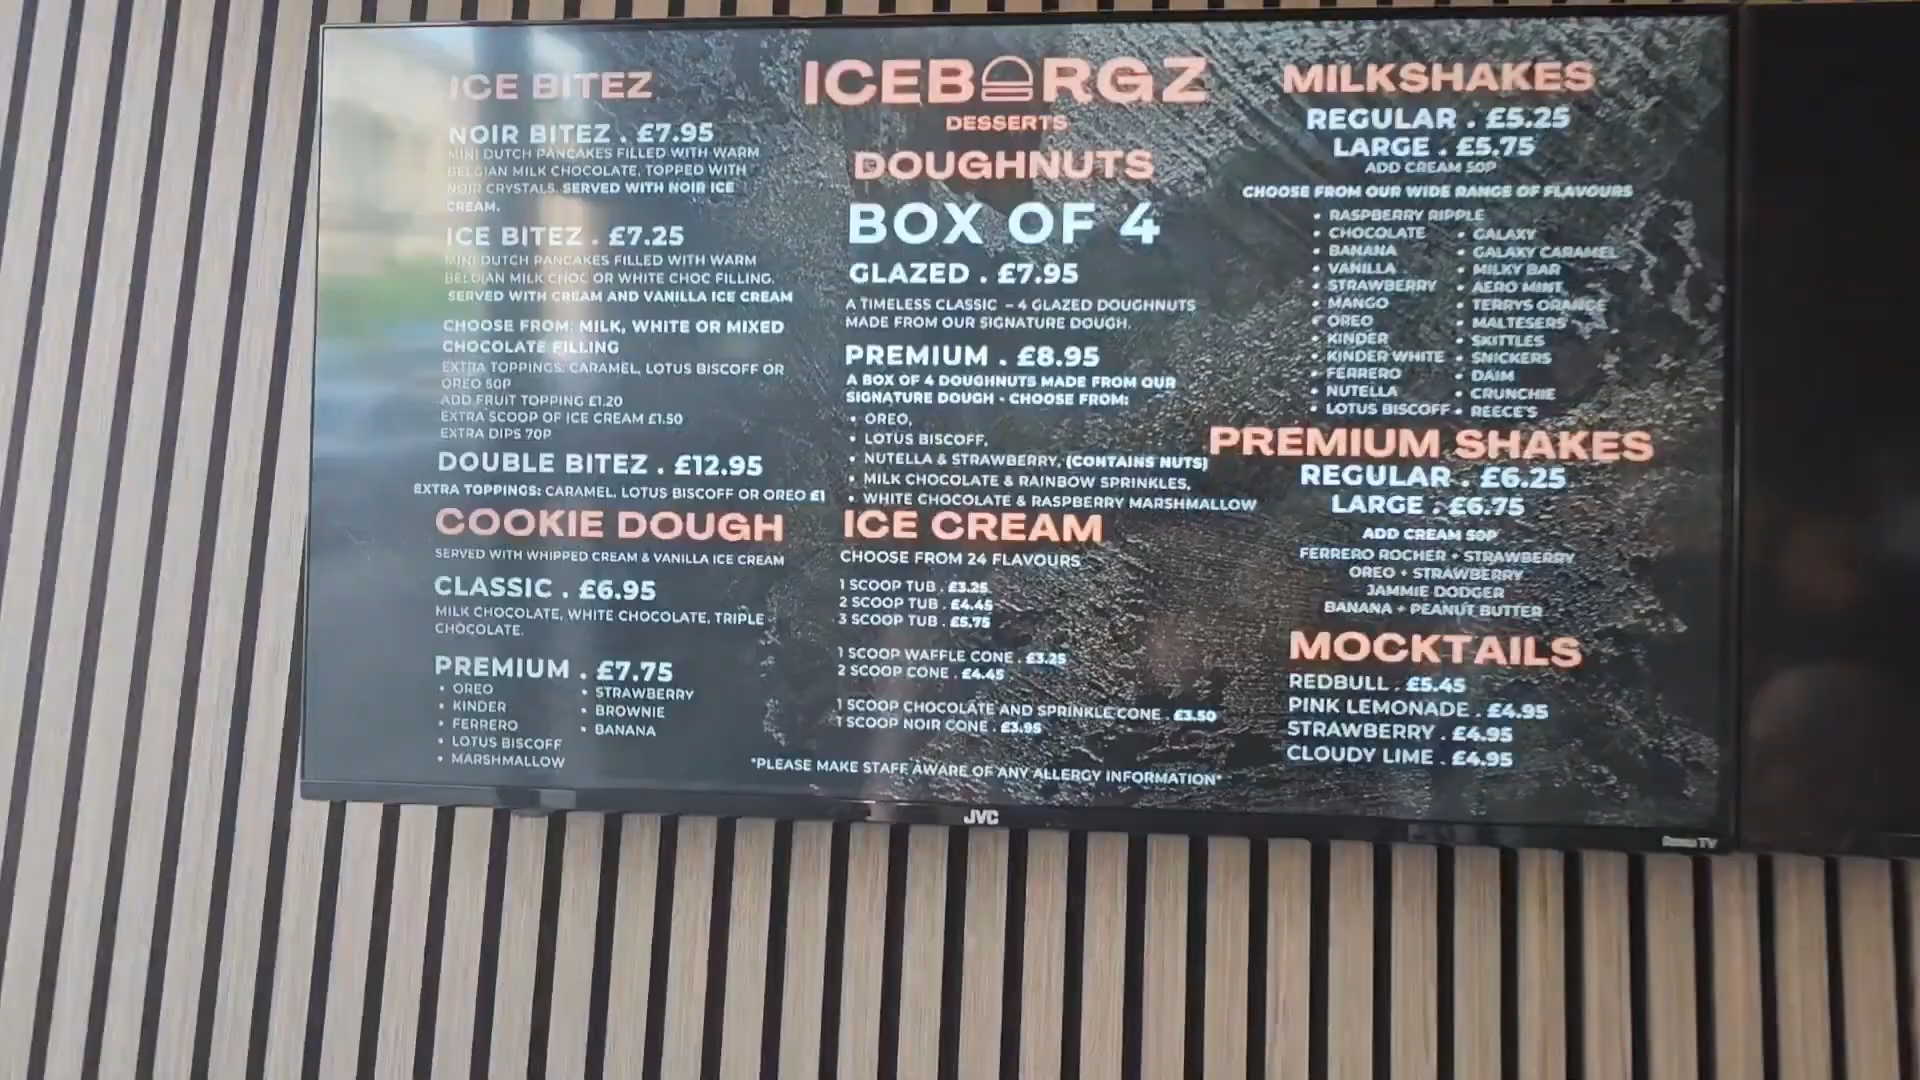 ICE BITEZ
NOIR BITEZ . £7.95
MINI DUTCH PANCAKES FILLED WITH WARM
BELGIAN MILK CHOCOLATE, TOPPED WITH
NOIR CRYSTALS. SERVED WITH NOIR ICE
CREAM.
ICE BITEZ . £7.25
MINI DUTCH PANCAKES FILLED WITH WARM
BELGIAN MILK CHOC OR WHITE CHOC FILLING.
SERVED WITH CREAM AND VANILLA ICE CREAM
CHOOSE FROM: MILK, WHITE OR MIXED
CHOCOLATE FILLING
EXTRA TOPPINGS: CARAMEL, LOTUS BISCOFF OR
OREO 50P
ADD FRUIT TOPPING £1.20
EXTRA SCOOP OF ICE CREAM £1.50
EXTRA DIPS 70P
DOUBLE BITEZ . £12.95
EXTRA TOPPINGS: CARAMEL, LOTUS BISCOFF OR OREO £1
COOKIE DOUGH
SERVED WITH WHIPPED CREAM & VANILLA ICE CREAM
CLASSIC . £6.95
MILK CHOCOLATE, WHITE CHOCOLATE, TRIPLE
CHOCOLATE.
PREMIUM . £7.75
• OREO
• KINDER
• FERRERO
• LOTUS BISCOFF
• MARSHMALLOW
• STRAWBERRY
• BROWNIE
• BANANA
ICEB RGZ
DESSERTS
DOUGHNUTS
BOX OF 4
GLAZED . £7.95
A TIMELESS CLASSIC – 4 GLAZED DOUGHNUTS
MADE FROM OUR SIGNATURE DOUGH.
PREMIUM . £8.95
A BOX OF 4 DOUGHNUTS MADE FROM OUR
SIGNATURE DOUGH - CHOOSE FROM:
• OREO,
• LOTUS BISCOFF,
• NUTELLA & STRAWBERRY, (CONTAINS NUTS)
• MILK CHOCOLATE & RAINBOW SPRINKLES,
• WHITE CHOCOLATE & RASPBERRY MARSHMALLOW
ICE CREAM
CHOOSE FROM 24 FLAVOURS
1 SCOOP TUB . £3.25
2 SCOOP TUB . £4.45
3 SCOOP TUB . £5.75
1 SCOOP WAFFLE CONE . £3.25
2 SCOOP CONE . £4.45
1 SCOOP CHOCOLATE AND SPRINKLE CONE . £3.50
1 SCOOP NOIR CONE . £3.95
*PLEASE MAKE STAFF AWARE OF ANY ALLERGY INFORMATION*
MILKSHAKES
REGULAR . £5.25
LARGE . £5.75
ADD CREAM 50P
CHOOSE FROM OUR WIDE RANGE OF FLAVOURS
• RASPBERRY RIPPLE
• CHOCOLATE
• BANANA
• VANILLA
• STRAWBERRY
• MANGO
• OREO
• KINDER
• KINDER WHITE
• FERRERO
• NUTELLA
• LOTUS BISCOFF
• GALAXY
• GALAXY CARAMEL
• MILKY BAR
• AERO MINT
• TERRYS ORANGE
• MALTESERS
• SKITTLES
• SNICKERS
• DAIM
• CRUNCHIE
• REECE'S
PREMIUM SHAKES
REGULAR . £6.25
LARGE . £6.75
ADD CREAM 50P
FERRERO ROCHER + STRAWBERRY
OREO + STRAWBERRY
JAMMIE DODGER
BANANA + PEANUT BUTTER
MOCKTAILS
REDBULL . £5.45
PINK LEMONADE . £4.95
STRAWBERRY . £4.95
CLOUDY LIME . £4.95
JVC
Roku TV